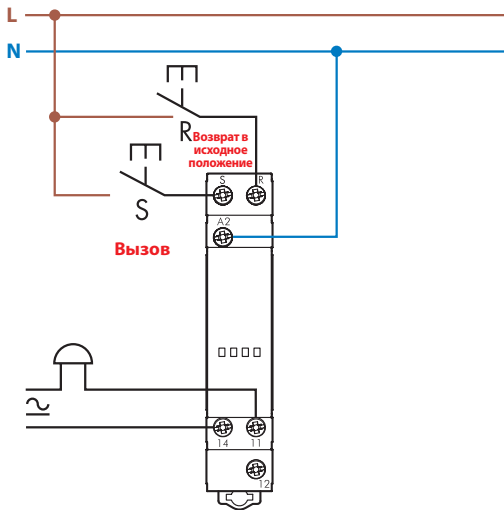 L
N
R
Возврат в
исходное
положение
S
Вызов
S
R
A2
14
11
12